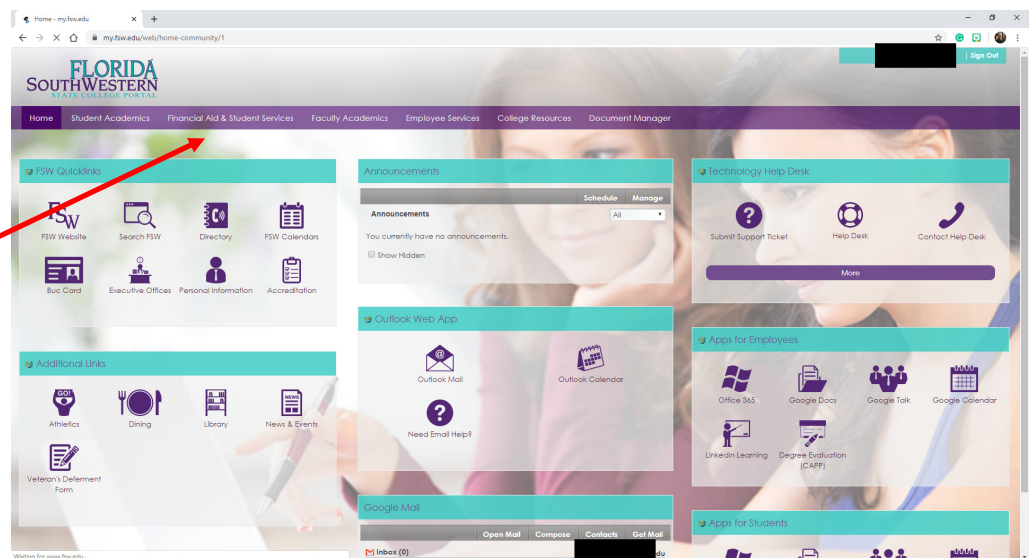 Home - my.fsw.edu
my.fsw.edu/web/home-community/1
| Sign Out
FLORIDA
SOUTHWESTERN
STATE COLLEGE PORTAL
Home Student Academics Financial Aid & Student Services Faculty Academics Employee Services College Resources Document Manager
FSW Quicklinks
FSW
FSW Website Search FSW Directory FSW Calendars
Buc Card Executive Offices Personal Information Accreditation
Additional Links
GO! NEWS
Athletics Dining Library News & Events
Veteran's Deferment
Form
Announcements
Schedule Manage
Announcements All
You currently have no announcements.
Show Hidden
Outlook Web App
Outlook Mail Outlook Calendar
Need Email Help?
Google Mail
Open Mail Compose Contacts Get Mail
Inbox (0) du
Technology Help Desk
Submit Support Ticket Help Desk Contact Help Desk
More
Apps for Employees
Office 365 Google Docs Google Talk Google Calendar
LinkedIn Learning Degree Evaluation
(CAPP)
Apps for Students
Waiting for www.fsw.edu...